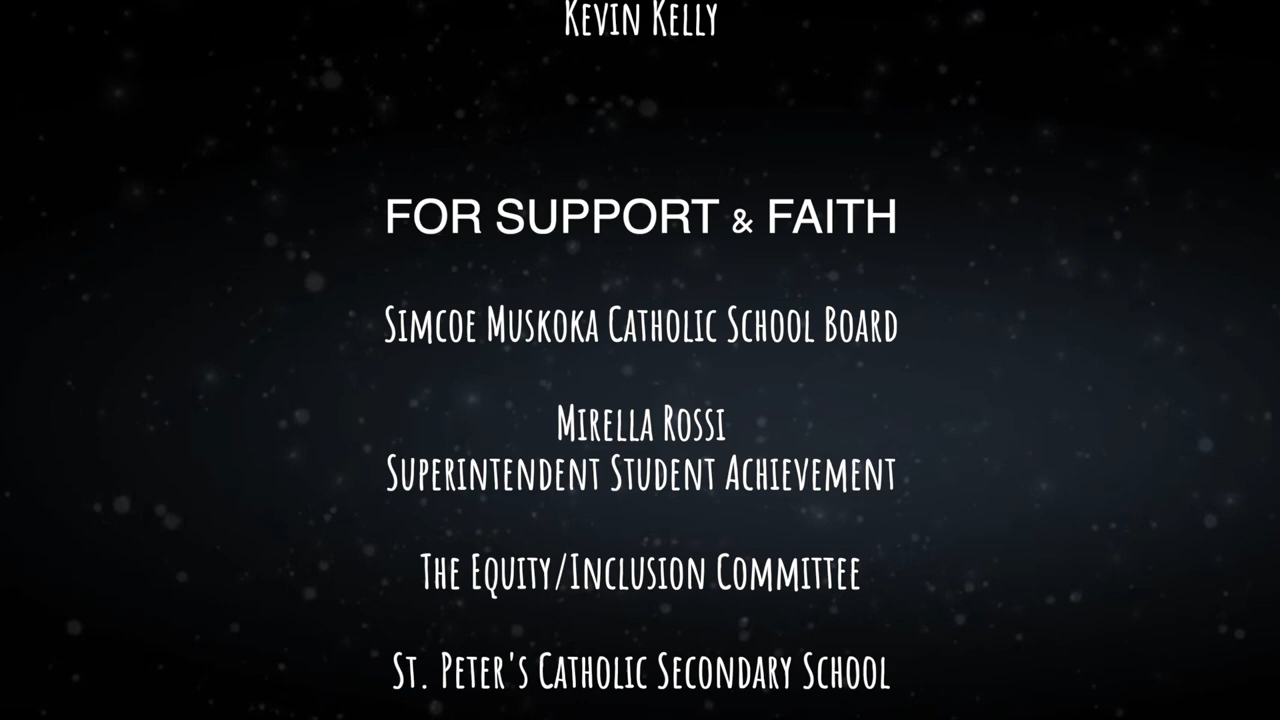 Kevin Kelly
FOR SUPPORT & FAITH
Simcoe Muskoka Catholic School Board
Mirella Rossi
Superintendent Student Achievement
The Equity/Inclusion Committee
St. Peter's Catholic Secondary School